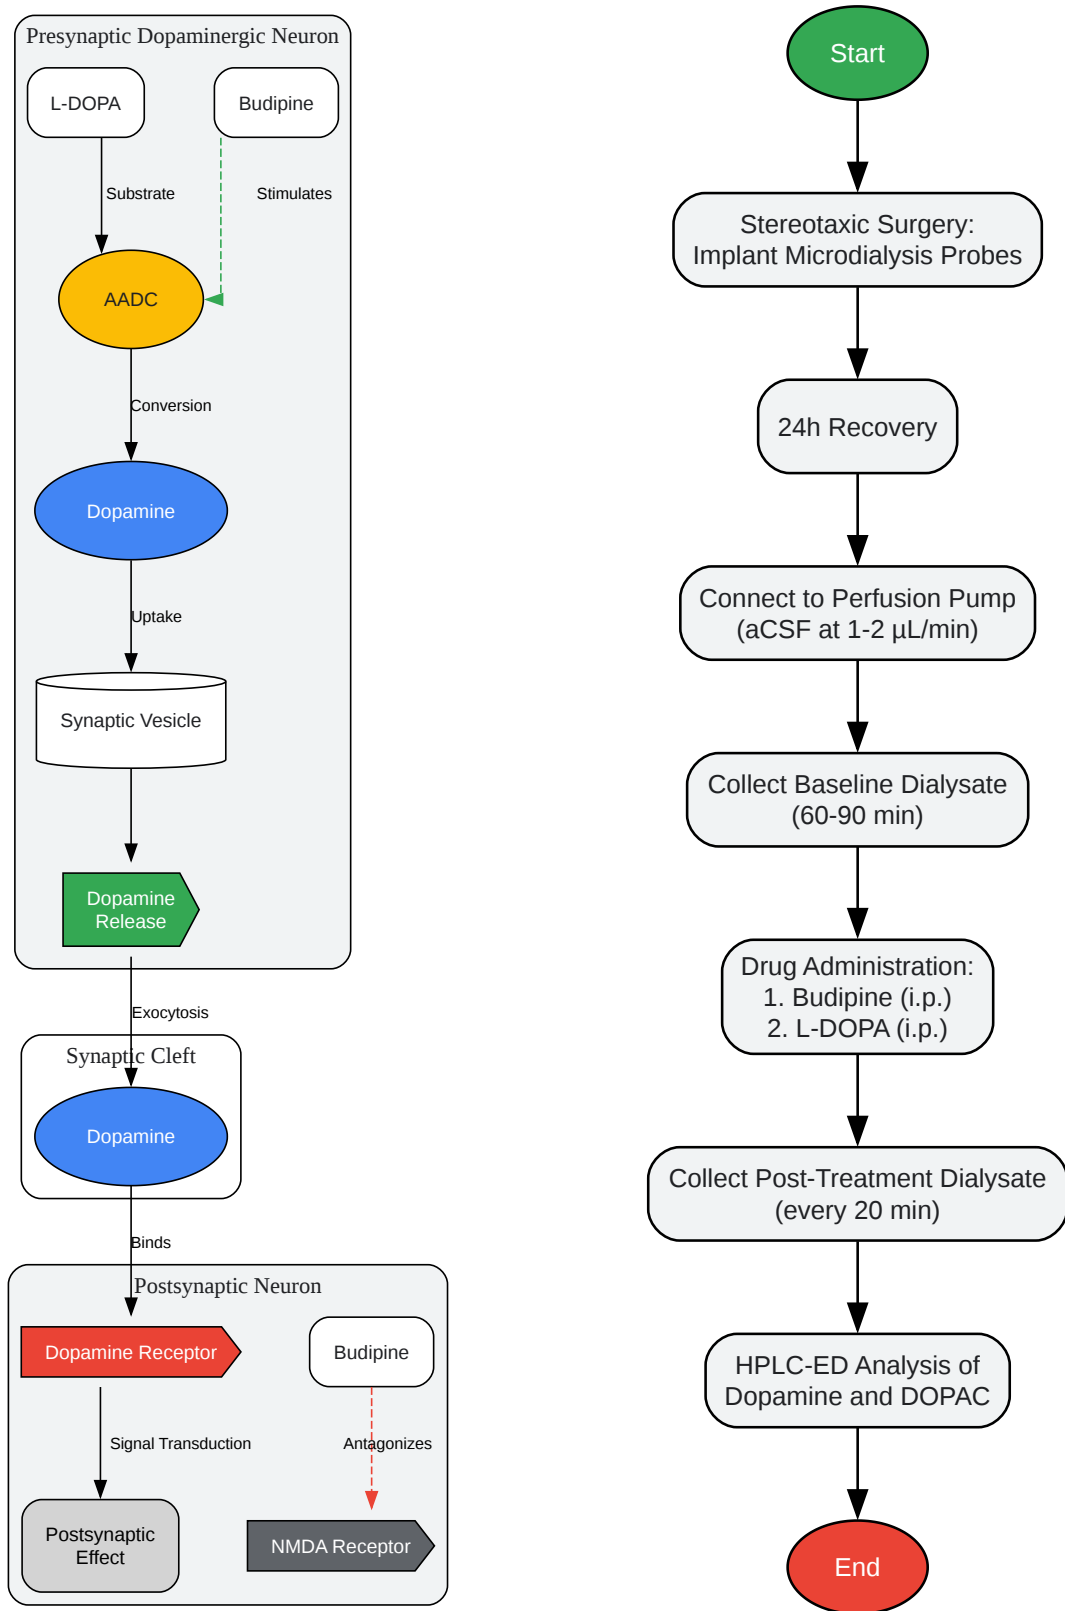 Presynaptic Dopaminergic Neuron
L-DOPA
Budipine
Substrate
Stimulates
AADC
Conversion
Dopamine
Uptake
Synaptic Vesicle
Dopamine
Release
Exocytosis
Synaptic Cleft
Dopamine
Binds
Postsynaptic Neuron
Dopamine Receptor
Budipine
Signal Transduction
Antagonizes
Postsynaptic
Effect
NMDA Receptor
Start
Stereotaxic Surgery:
Implant Microdialysis Probes
24h Recovery
Connect to Perfusion Pump
(aCSF at 1-2 µL/min)
Collect Baseline Dialysate
(60-90 min)
Drug Administration:
1. Budipine (i.p.)
2. L-DOPA (i.p.)
Collect Post-Treatment Dialysate
(every 20 min)
HPLC-ED Analysis of
Dopamine and DOPAC
End